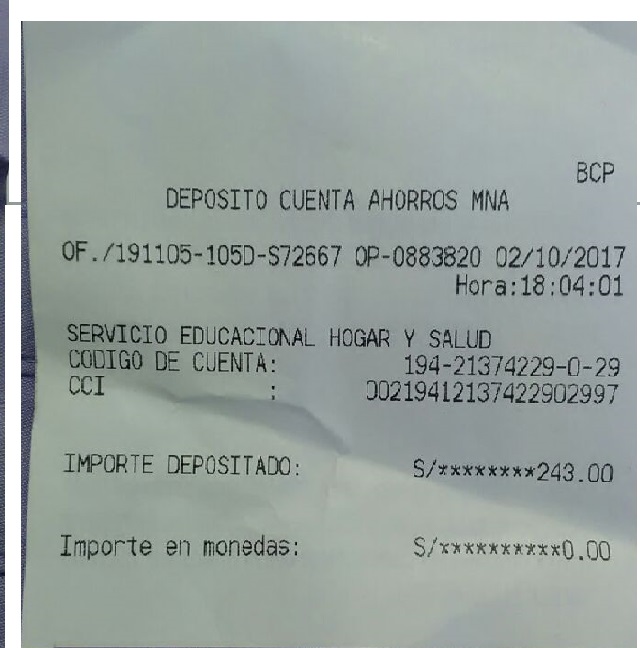 BCP
DEPOSITO CUENTA AHORROS MNA
OF./191105-105D-S72667 OP-0883820 02/10/2017
Hora:18:04:01
SERVICIO EDUCACIONAL HOGAR Y SALUD
CODIGO DE CUENTA: 194-21374229-0-29
CCI : 00219412137422902997
IMPORTE DEPOSITADO: S/********243.00
Importe en monedas: S/**********0.00